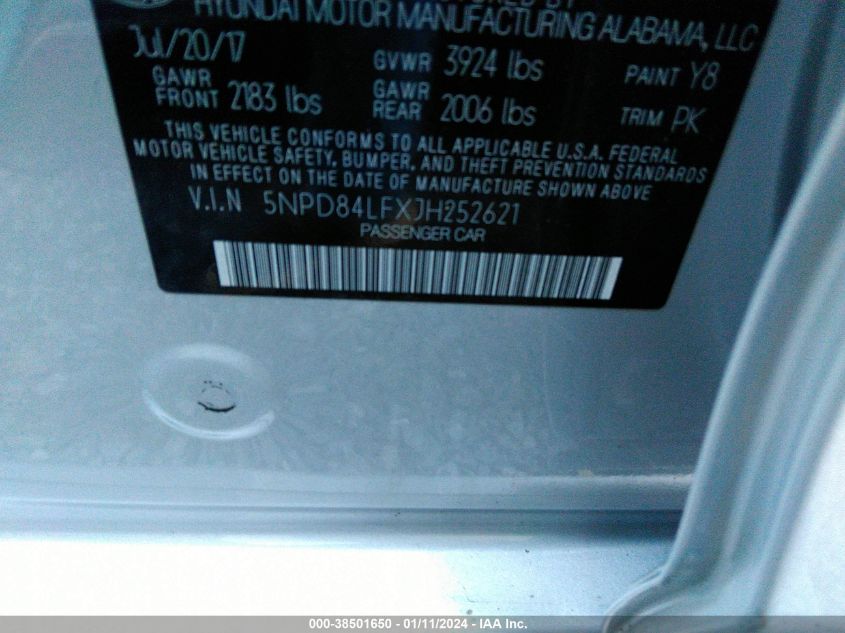 HYUNDAI MOTOR MANUFACTURING ALABAMA, LLC
Jul/20/17 GVWR 3924 lbs PAINT Y8
GAWR FRONT 2183 lbs GAWR REAR 2006 lbs TRIM PK
THIS VEHICLE CONFORMS TO ALL APPLICABLE U.S.A. FEDERAL
MOTOR VEHICLE SAFETY, BUMPER, AND THEFT PREVENTION STANDARDS
IN EFFECT ON THE DATE OF MANUFACTURE SHOWN ABOVE
V.I.N 5NPD84LFXJH252621
PASSENGER CAR
000-38501650 - 01/11/2024 - IAA Inc.